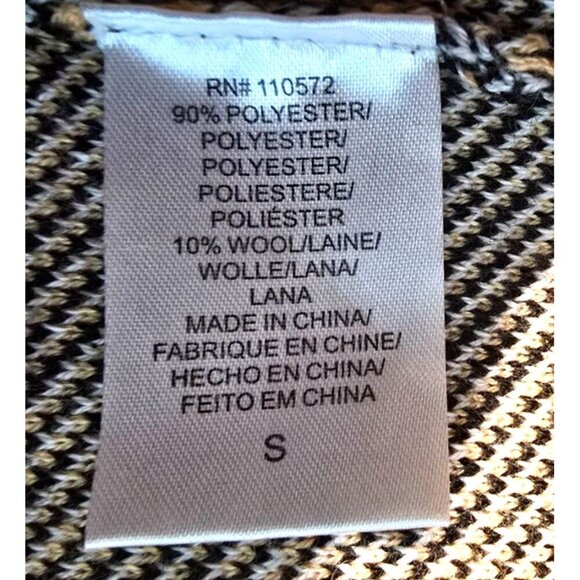 RN# 110572
90% POLYESTER/
POLYESTER/
POLYESTER/
POLIESTERE/
POLIÉSTER
10% WOOL/LAINE/
WOLLE/LANA/
LANA
MADE IN CHINA/
FABRIQUE EN CHINE/
HECHO EN CHINA/
FEITO EM CHINA
S